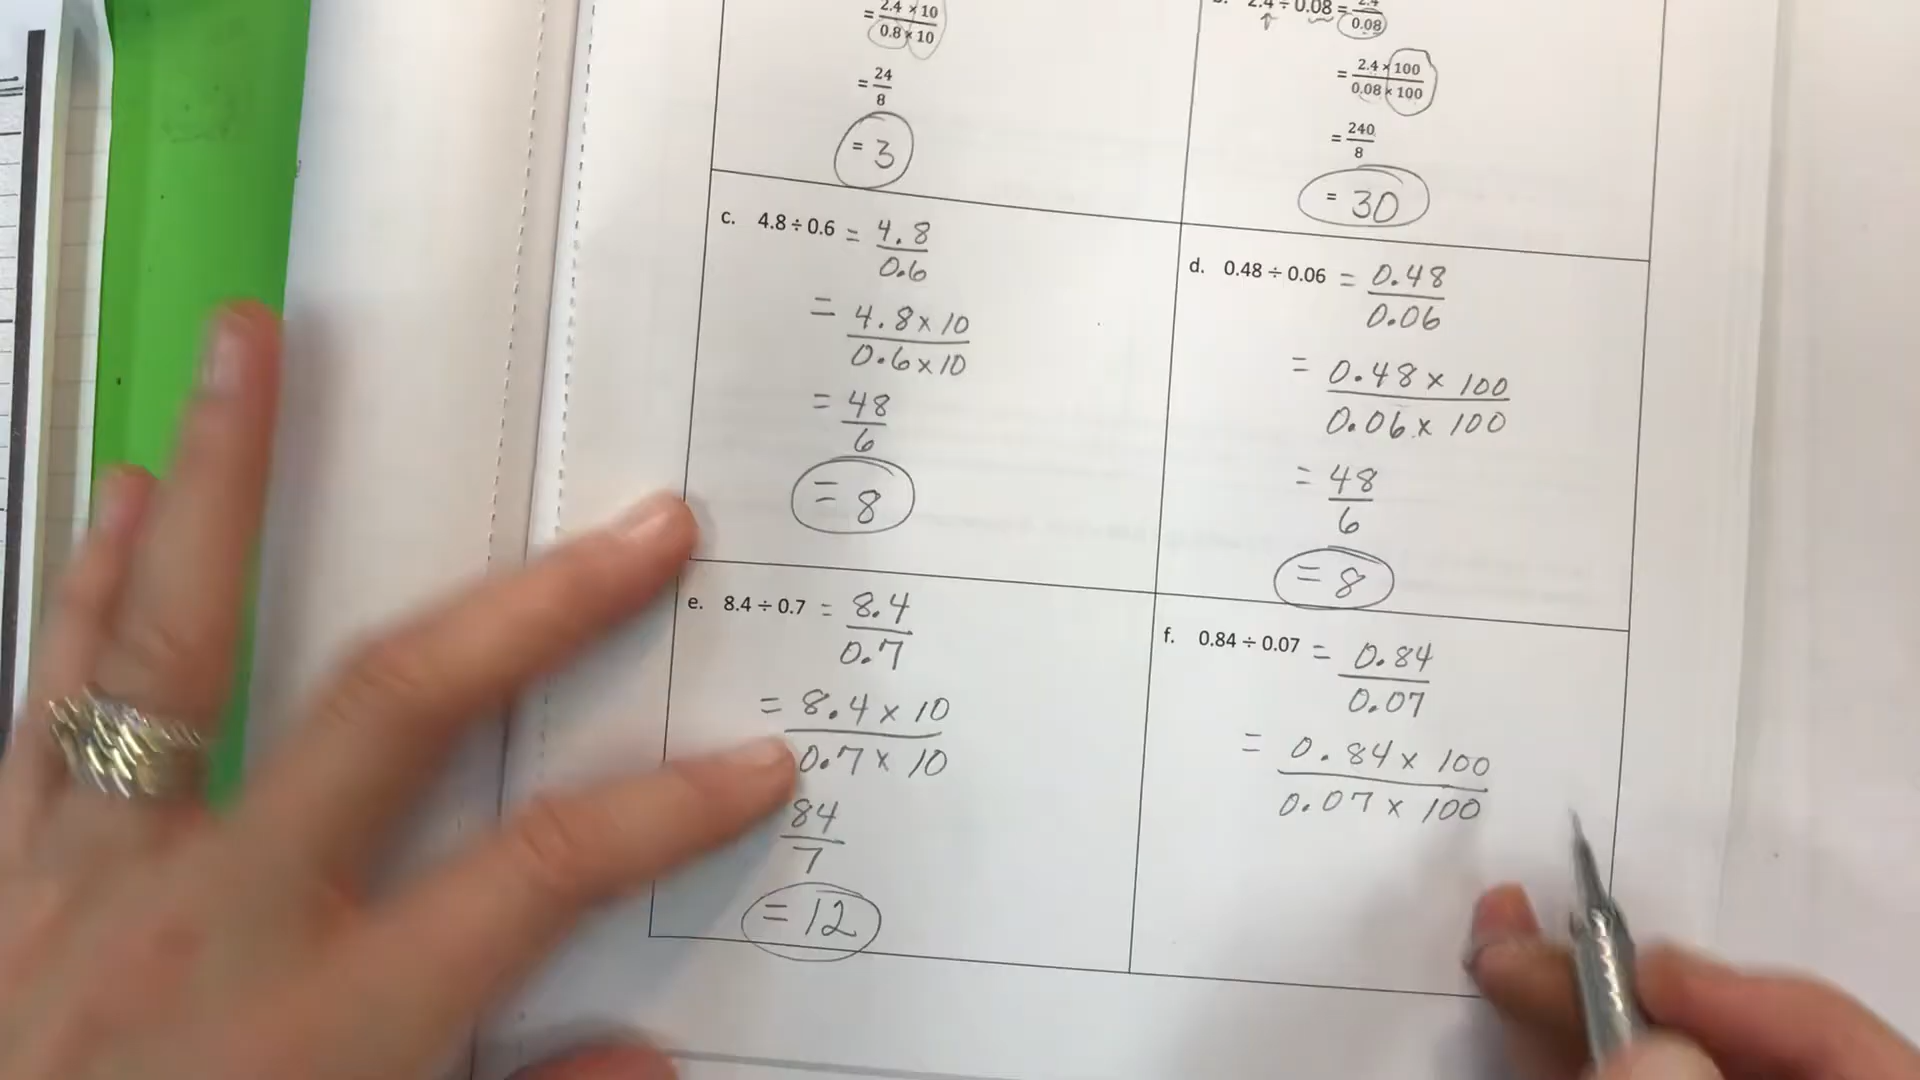 = 2.4 × 10
0.8 × 10
= 24
8
= 3
2.4 ÷ 0.08 = 2.4
0.08
= 2.4 × 100
0.08 × 100
= 240
8
= 30
c. 4.8 ÷ 0.6 = 4.8
0.6
= 4.8 × 10
0.6 × 10
= 48
6
= 8
d. 0.48 ÷ 0.06 = 0.48
0.06
= 0.48 × 100
0.06 × 100
= 48
6
= 8
e. 8.4 ÷ 0.7 = 8.4
0.7
= 8.4 × 10
0.7 × 10
84
7
= 12
f. 0.84 ÷ 0.07 = 0.84
0.07
= 0.84 × 100
0.07 × 100